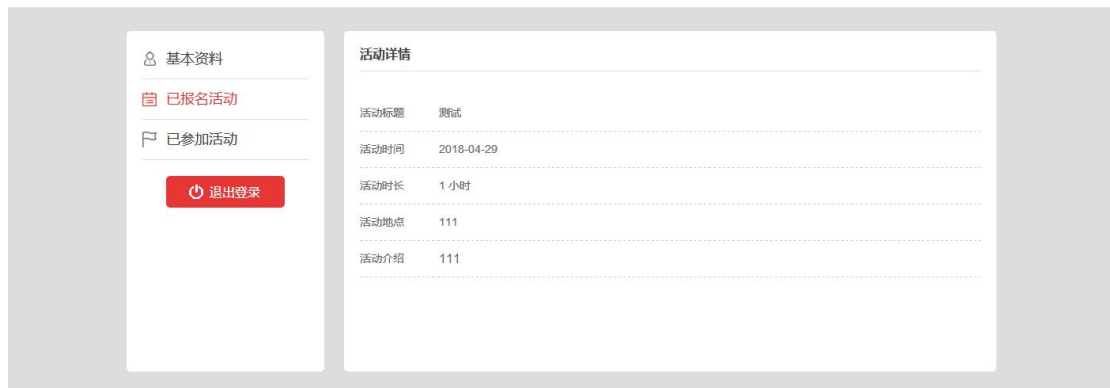 基本资料
已报名活动
已参加活动
退出登录
活动详情
活动标题 测试
活动时间 2018-04-29
活动时长 1 小时
活动地点 111
活动介绍 111